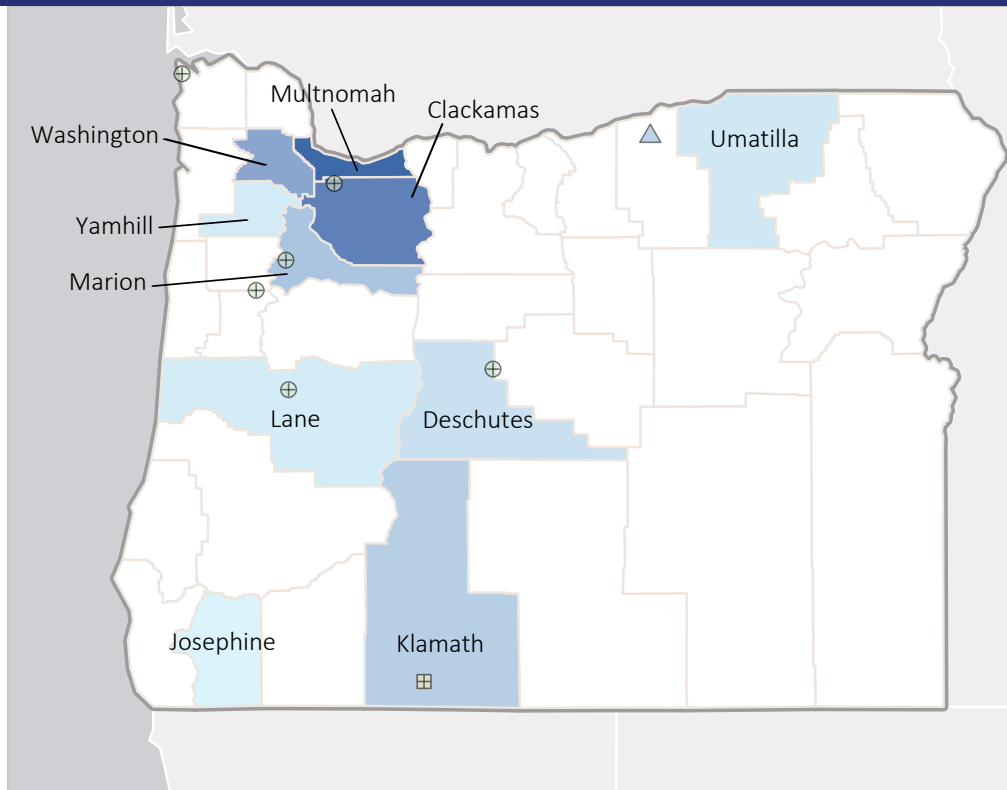 Multnomah
Clackamas
Washington
Umatilla
Yamhill
Marion
Lane
Deschutes
Josephine
Klamath